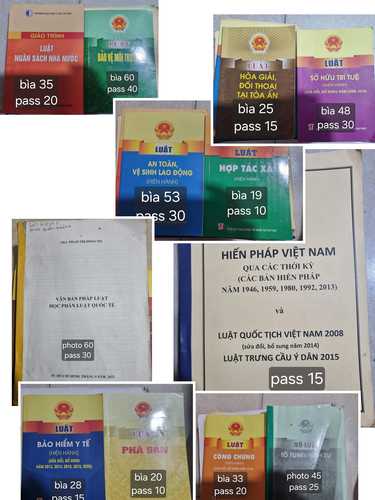 GIÁO TRÌNH
LUẬT
NGÂN SÁCH NHÀ NƯỚC
bìa 35
pass 20
BẢO VỆ MÔI
bìa 60
pass 40
LUẬT
HÒA GIẢI,
ĐỐI THOẠI
TẠI TÒA ÁN
bìa 25
pass 15
LUẬT
SỞ HỮU TRÍ TUỆ
bìa 48
pass 30
LUẬT
AN TOÀN,
VỆ SINH LAO ĐỘNG
(HIỆN HÀNH)
bìa 53
pass 30
LUẬT
HỢP TÁC XÃ
bìa 19
pass 10
VĂN BẢN PHÁP LUẬT
HỌC PHẦN LUẬT QUỐC TẾ
photo 60
pass 30
HIẾN PHÁP VIỆT NAM
QUA CÁC THỜI KỲ
(CÁC BẢN HIẾN PHÁP
NĂM 1946, 1959, 1980, 1992, 2013)
và
LUẬT QUỐC TỊCH VIỆT NAM 2008
(sửa đổi, bổ sung năm 2014)
LUẬT TRƯNG CẦU Ý DÂN 2015
pass 15
LUẬT
BẢO HIỂM Y TẾ
(HIỆN HÀNH)
bìa 28
pass 15
PHÁ SẢN
bìa 20
pass 10
LUẬT
CÔNG CHỨNG
bìa 33
pass 20
BỘ LUẬT
photo 45
pass 25